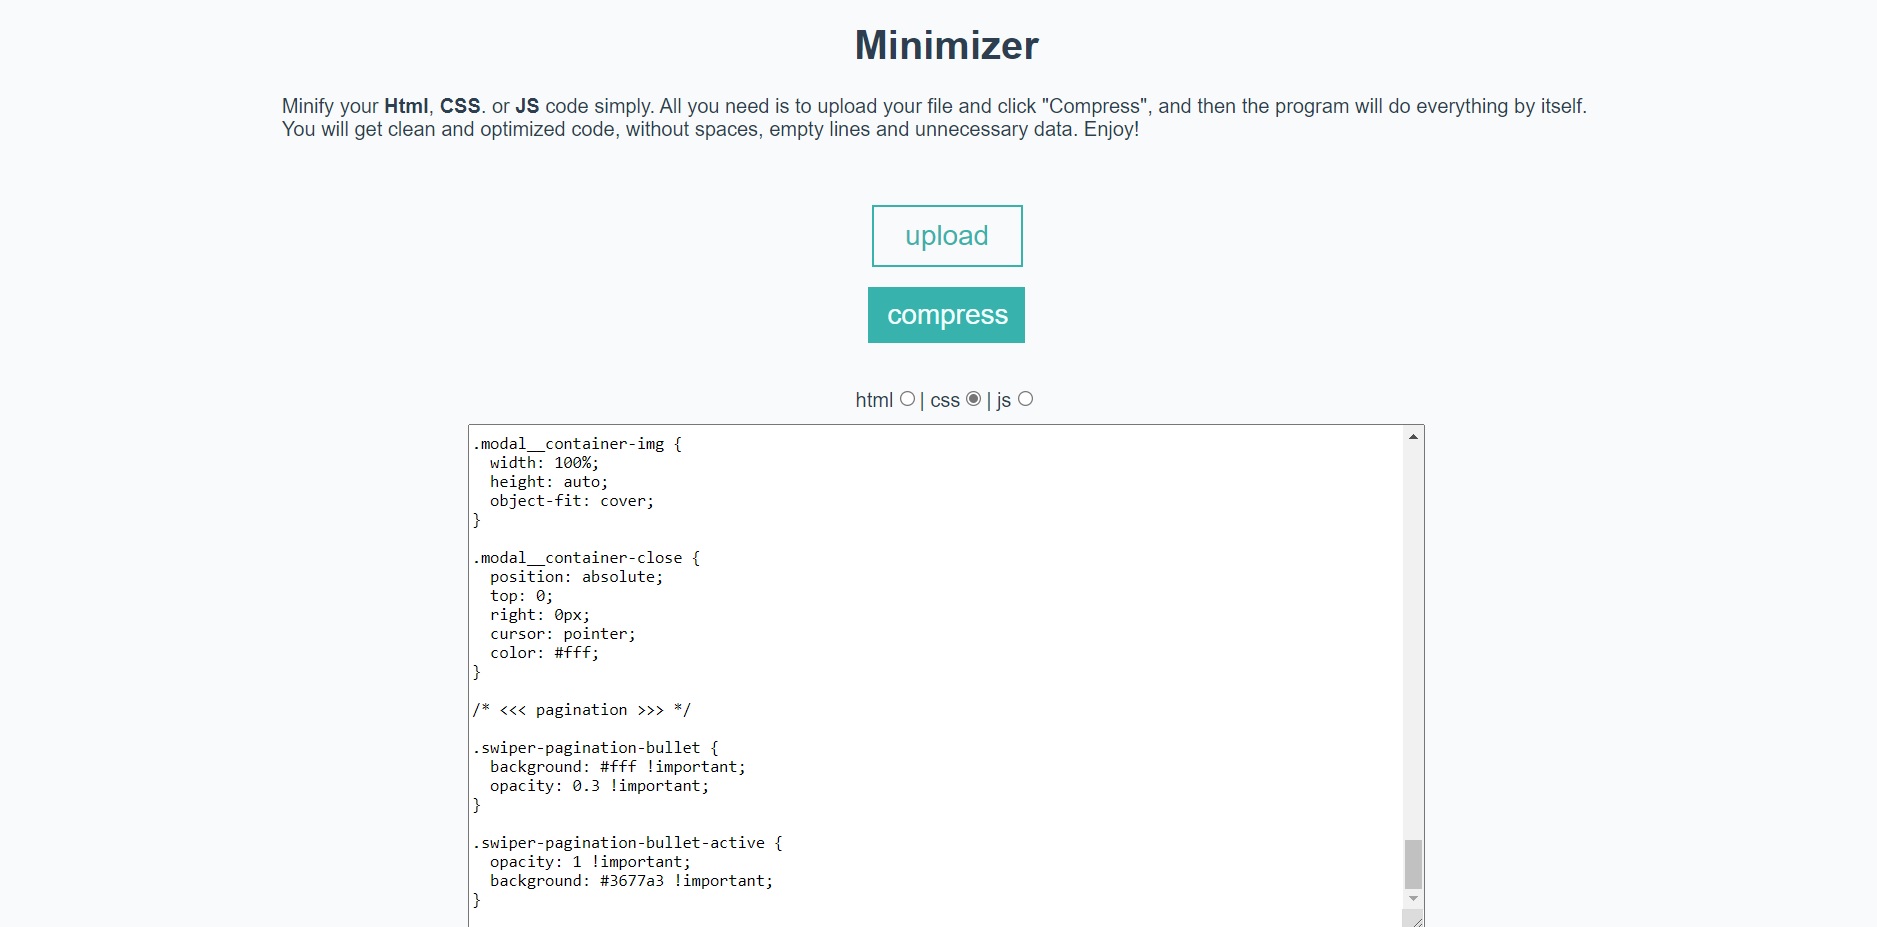 Minimizer
Minify your Html, CSS. or JS code simply. All you need is to upload your file and click "Compress", and then the program will do everything by itself.
You will get clean and optimized code, without spaces, empty lines and unnecessary data. Enjoy!
upload
compress
html | css | js
.modal__container-img {
  width: 100%;
  height: auto;
  object-fit: cover;
}
.modal__container-close {
  position: absolute;
  top: 0;
  right: 0px;
  cursor: pointer;
  color: #fff;
}
/* <<< pagination >>> */
.swiper-pagination-bullet {
  background: #fff !important;
  opacity: 0.3 !important;
}
.swiper-pagination-bullet-active {
  opacity: 1 !important;
  background: #3677a3 !important;
}